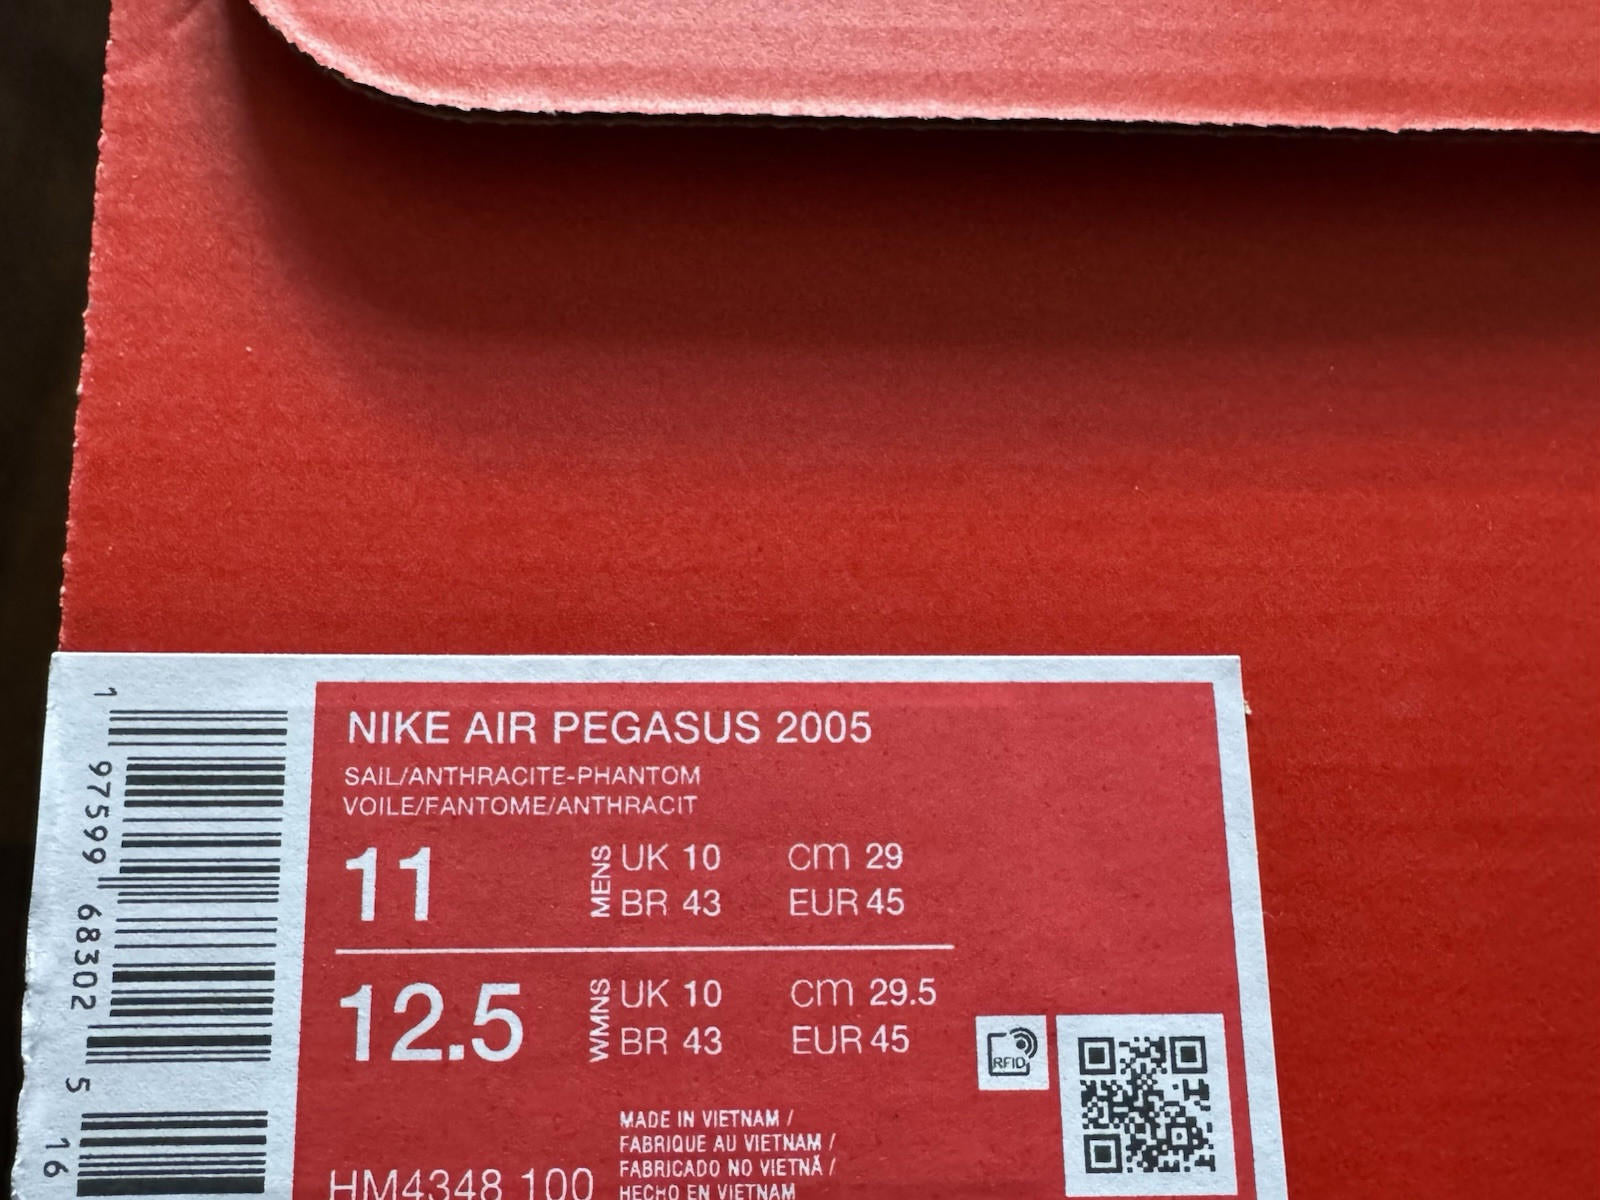 NIKE AIR PEGASUS 2005
SAIL/ANTHRACITE-PHANTOM
VOILE/FANTOME/ANTHRACIT
11
MENS
UK 10 cm 29
BR 43 EUR 45
12.5
WMNS
UK 10 cm 29.5
BR 43 EUR 45
RFID
MADE IN VIETNAM /
FABRIQUE AU VIETNAM /
FABRICADO NO VIETNÃ /
HECHO EN VIETNAM
HM4348 100
1 97599 68302 5
16